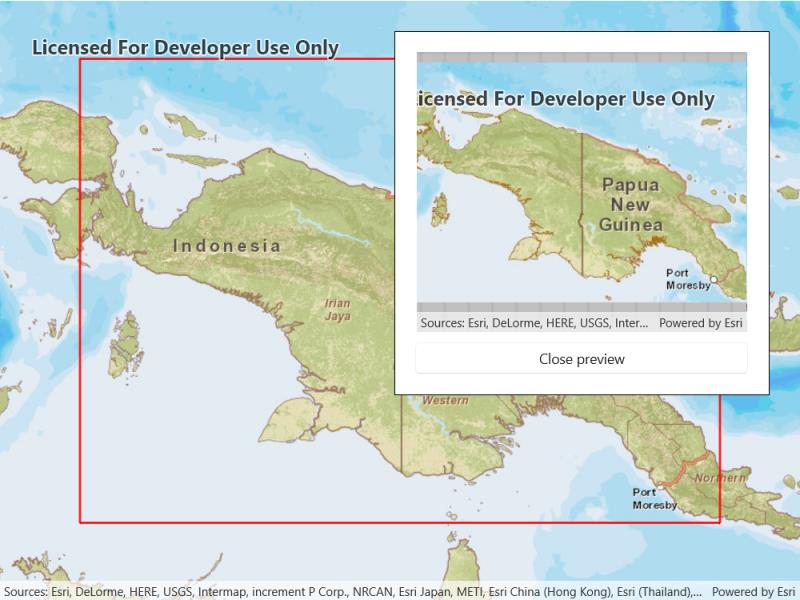 Licensed For Developer Use Only
Indonesia
Irian
Jaya
Western
Northern
Port
Moresby
icensed For Developer Use Only
Papua
New
Guinea
Port
Moresby
Sources: Esri, DeLorme, HERE, USGS, Inter... Powered by Esri
Close preview
Sources: Esri, DeLorme, HERE, USGS, Intermap, increment P Corp., NRCAN, Esri Japan, METI, Esri China (Hong Kong), Esri (Thailand),... Powered by Esri